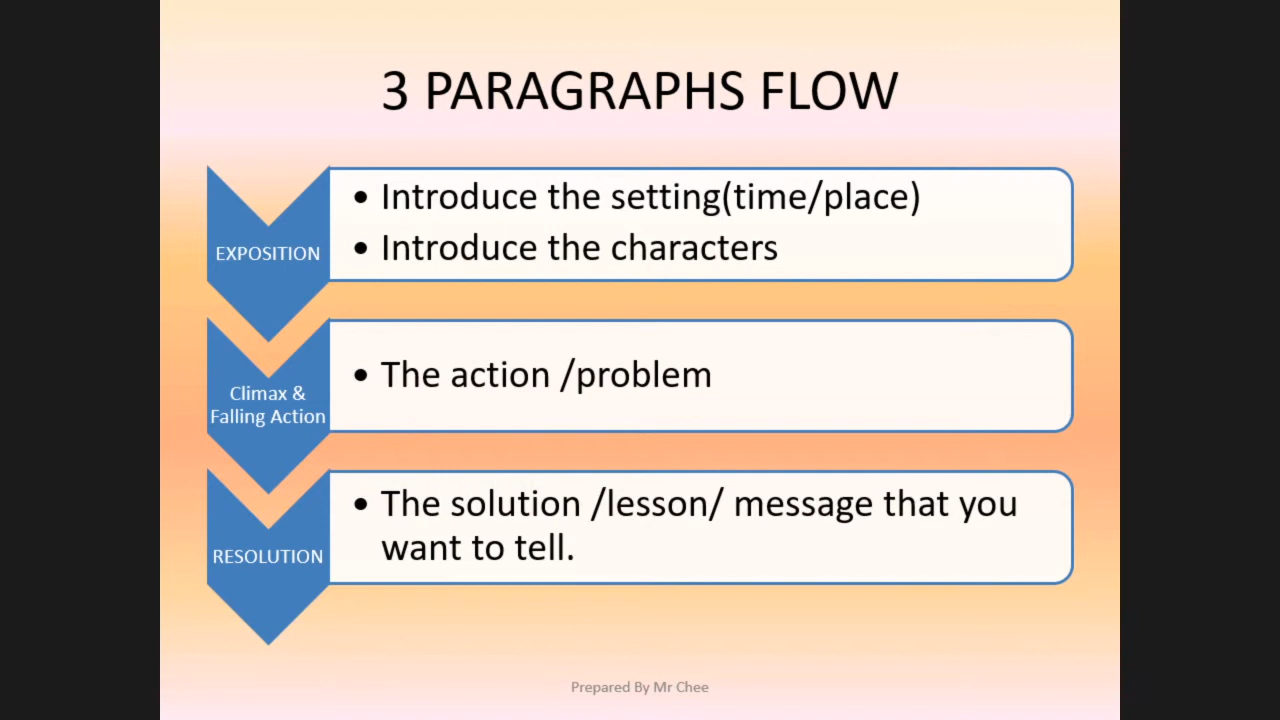 3 PARAGRAPHS FLOW
EXPOSITION
• Introduce the setting(time/place)
• Introduce the characters
Climax &
Falling Action
• The action /problem
RESOLUTION
• The solution /lesson/ message that you
want to tell.
Prepared By Mr Chee